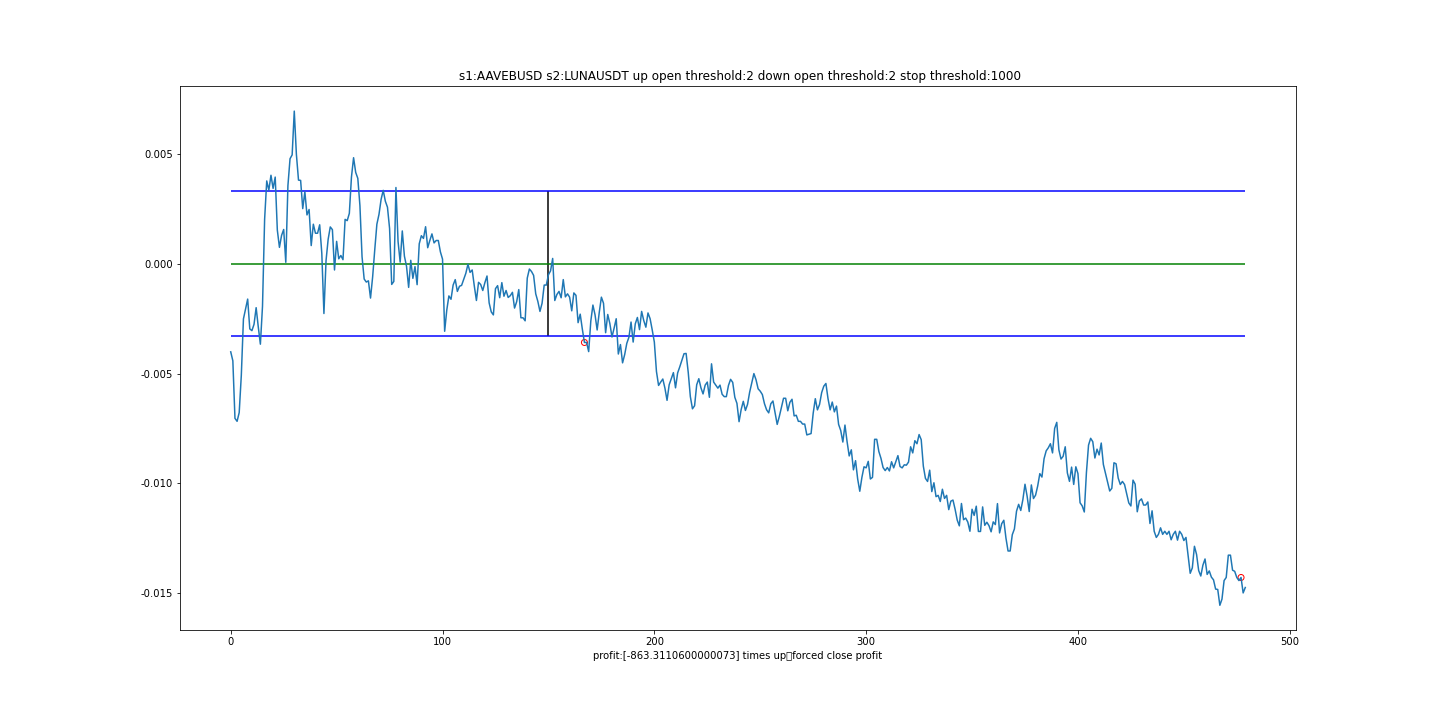 s1:AAVEBUSD s2:LUNAUSDT up open threshold:2 down open threshold:2 stop threshold:1000
0.005
0.000
-0.005
-0.010
-0.015
0 100 200 300 400 500
profit:[-863.3110600000073] times up▯forced close profit